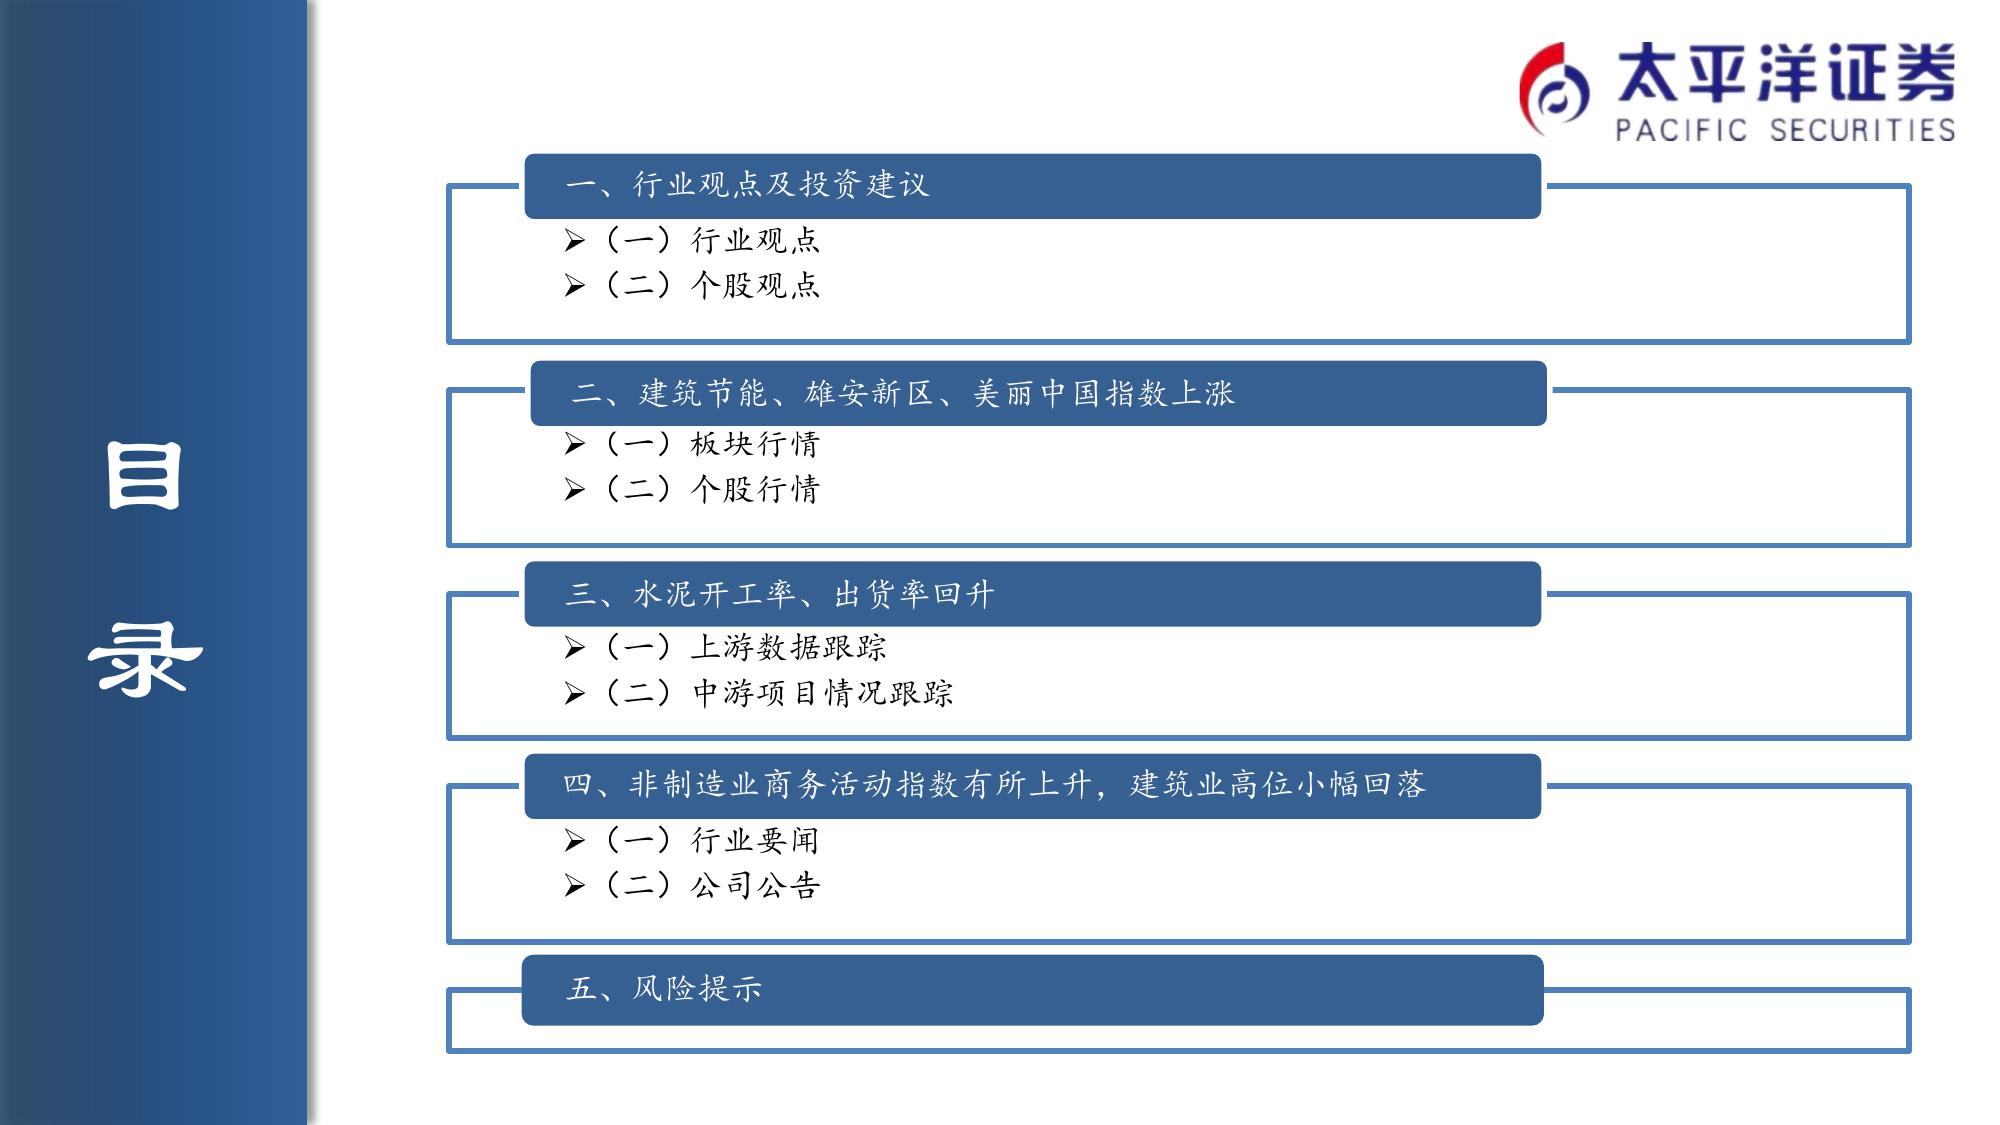 目
录
太平洋证券
PACIFIC SECURITIES
一、行业观点及投资建议
➢（一）行业观点
➢（二）个股观点
二、建筑节能、雄安新区、美丽中国指数上涨
➢（一）板块行情
➢（二）个股行情
三、水泥开工率、出货率回升
➢（一）上游数据跟踪
➢（二）中游项目情况跟踪
四、非制造业商务活动指数有所上升，建筑业高位小幅回落
➢（一）行业要闻
➢（二）公司公告
五、风险提示